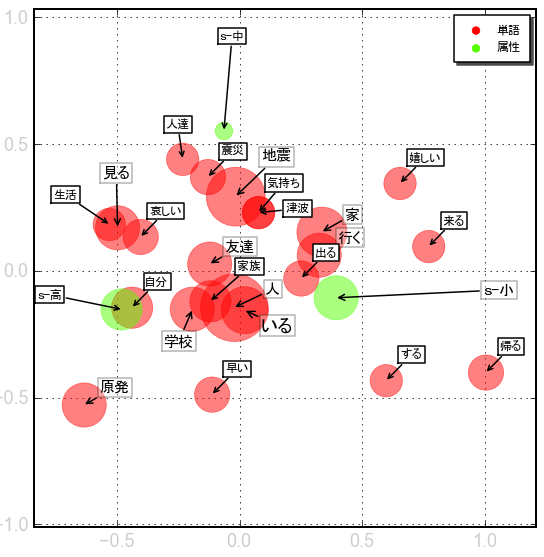 1.0
単語
属性
s-中
人達
震災
地震
0.5
見る
嬉しい
気持ち
生活
哀しい
津波
家
来る
行く
友達
出る
0.0
家族
自分
人
s-小
s-高
いる
学校
早い
する
帰る
原発
-0.5
-1.0
-0.5
0.0
0.5
1.0